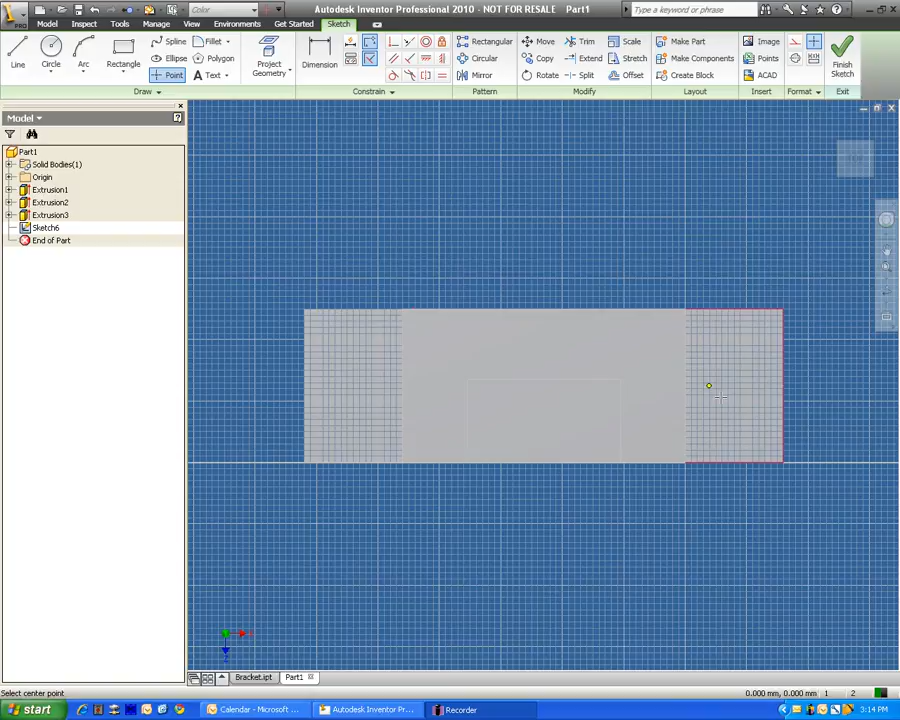 Color
Autodesk Inventor Professional 2010 - NOT FOR RESALE Part1
Type a keyword or phrase
Model Inspect Tools Manage View Environments Get Started Sketch
Line Circle Arc Rectangle
Spline Fillet
Ellipse Polygon
Point Text
Project Geometry
Dimension
Rectangular
Circular
Mirror
Move Trim Scale
Copy Extend Stretch
Rotate Split Offset
Make Part
Make Components
Create Block
Image
Points
ACAD
Finish Sketch
Draw Constrain Pattern Modify Layout Insert Format Exit
Model
Part1
Solid Bodies(1)
Origin
Extrusion1
Extrusion2
Extrusion3
Sketch6
End of Part
Bracket.ipt Part1
Select center point
0.000 mm, 0.000 mm 1 2
start
Calendar - Microsoft ...
Autodesk Inventor Pr...
Recorder
3:14 PM